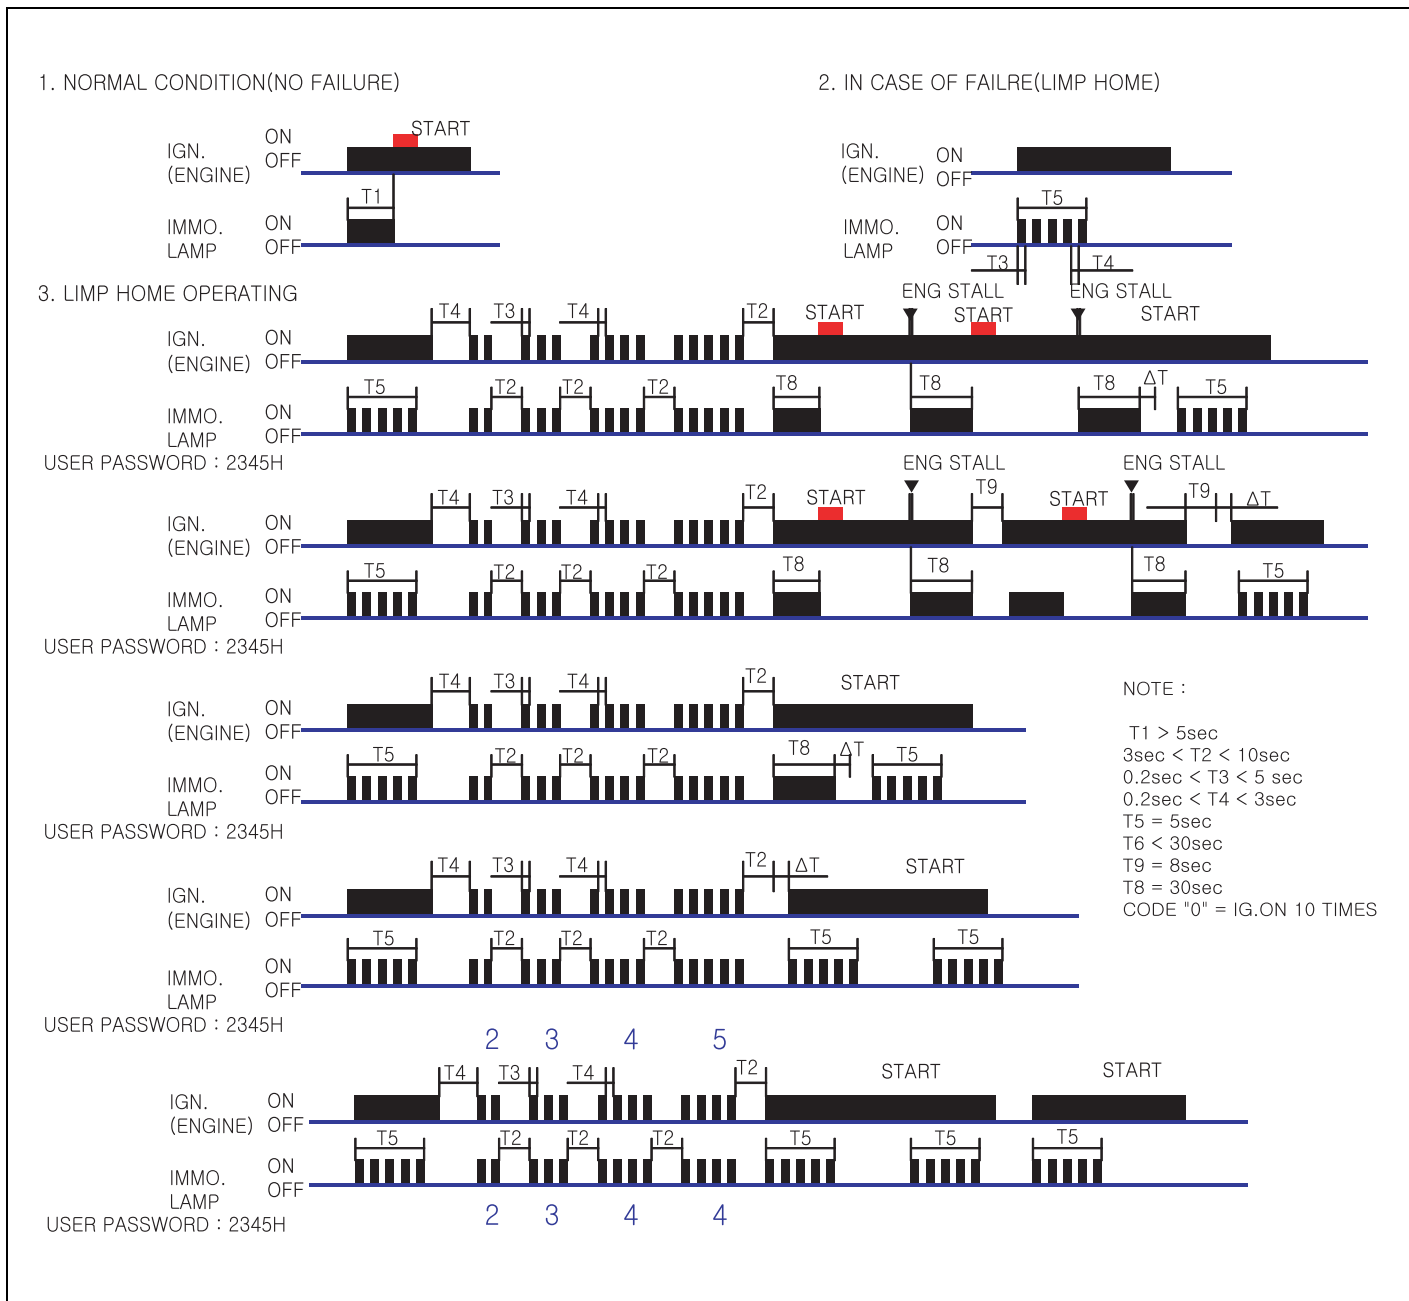 1. NORMAL CONDITION(NO FAILURE)
2. IN CASE OF FAILRE(LIMP HOME)
START
IGN.
(ENGINE)
ON
OFF
T1
IMMO.
LAMP
ON
OFF
IGN.
(ENGINE)
ON
OFF
T5
IMMO.
LAMP
ON
OFF
T3
T4
3. LIMP HOME OPERATING
ENG STALL
ENG STALL
T4
T3
T4
T2
START
START
START
IGN.
(ENGINE)
ON
OFF
T5
T2
T2
T2
T8
T8
T8
ΔT
T5
IMMO.
LAMP
ON
OFF
USER PASSWORD : 2345H
ENG STALL
ENG STALL
T4
T3
T4
T2
START
T9
START
T9
ΔT
IGN.
(ENGINE)
ON
OFF
T5
T2
T2
T2
T8
T8
T8
T5
IMMO.
LAMP
ON
OFF
USER PASSWORD : 2345H
T4
T3
T4
T2
START
IGN.
(ENGINE)
ON
OFF
T5
T2
T2
T2
T8
ΔT
T5
IMMO.
LAMP
ON
OFF
USER PASSWORD : 2345H
NOTE :
T1 > 5sec
3sec < T2 < 10sec
0.2sec < T3 < 5 sec
0.2sec < T4 < 3sec
T5 = 5sec
T6 < 30sec
T9 = 8sec
T8 = 30sec
CODE "0" = IG.ON 10 TIMES
T4
T3
T4
T2
ΔT
START
IGN.
(ENGINE)
ON
OFF
T5
T2
T2
T2
T5
T5
IMMO.
LAMP
ON
OFF
USER PASSWORD : 2345H
2 3 4 5
T4
T3
T4
T2
START
START
IGN.
(ENGINE)
ON
OFF
T5
T2
T2
T2
T5
T5
T5
IMMO.
LAMP
ON
OFF
2 3 4 4
USER PASSWORD : 2345H